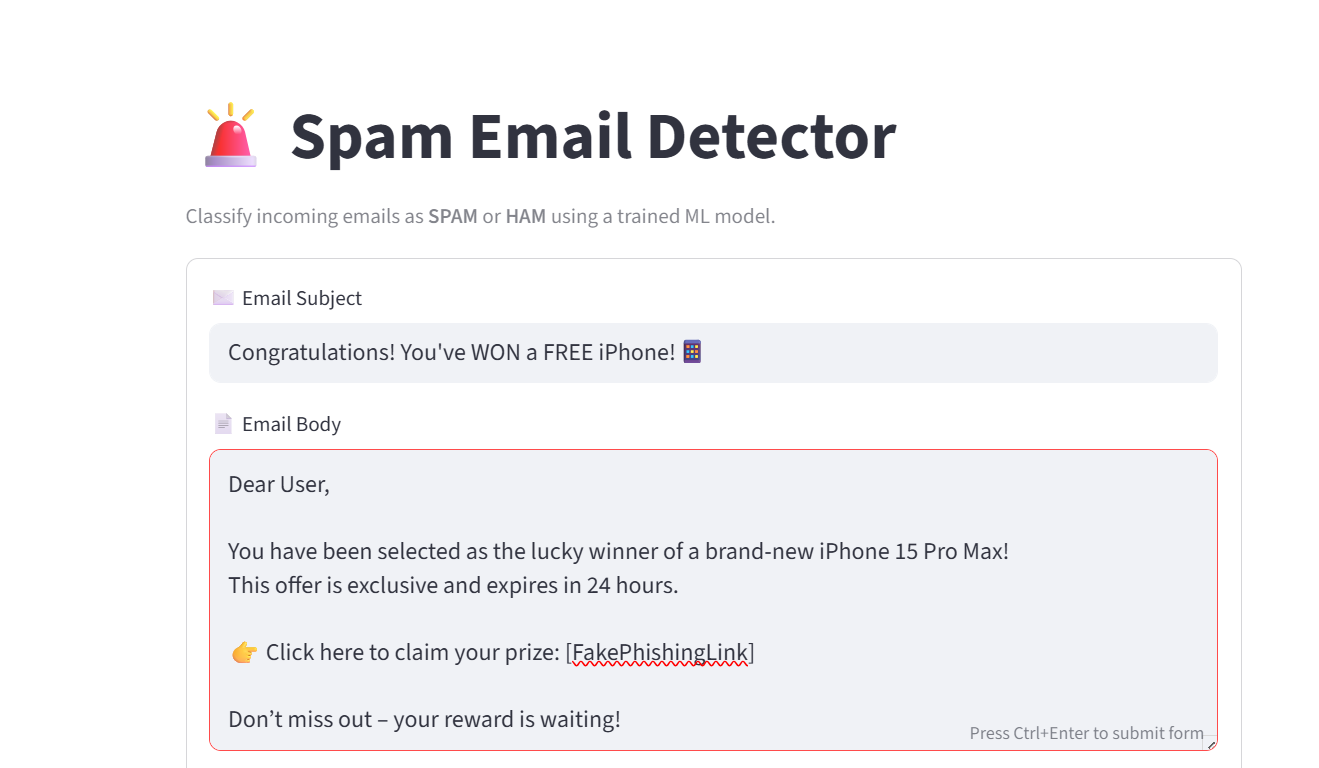 🚨 Spam Email Detector
Classify incoming emails as SPAM or HAM using a trained ML model.
✉️ Email Subject
Congratulations! You've WON a FREE iPhone! 📱
📄 Email Body
Dear User,
You have been selected as the lucky winner of a brand-new iPhone 15 Pro Max!
This offer is exclusive and expires in 24 hours.
👉 Click here to claim your prize: [FakePhishingLink]
Don’t miss out – your reward is waiting!
Press Ctrl+Enter to submit form